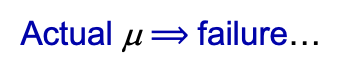 Actual μ ⟹ failure…